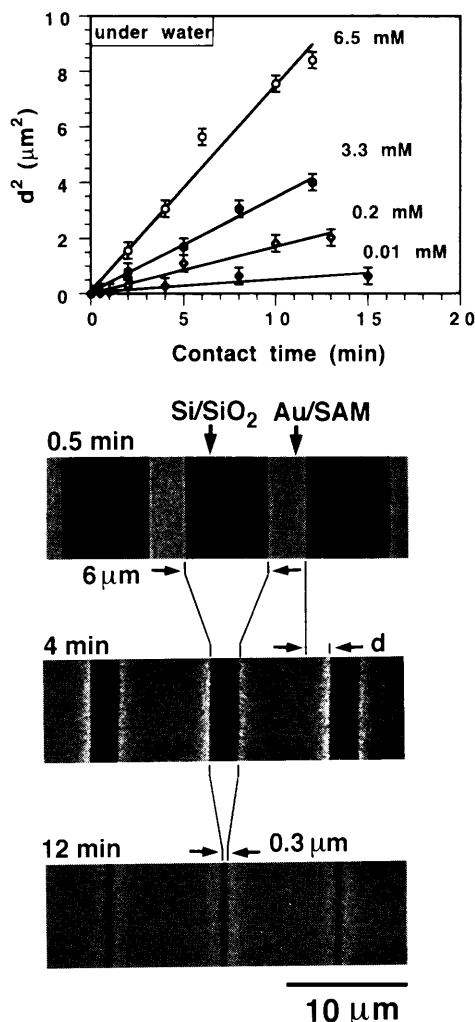 10
under water
6.5 mM
8
d² (µm²)
6
3.3 mM
4
0.2 mM
2
0.01 mM
0
0 5 10 15 20
Contact time (min)
Si/SiO₂ Au/SAM
0.5 min
6 µm
4 min
d
12 min
0.3 µm
10 µm